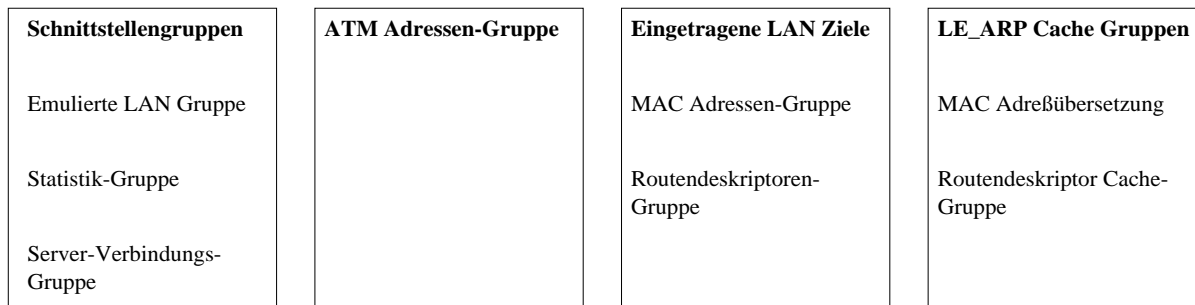 Schnittstellengruppen
Emulierte LAN Gruppe
Statistik-Gruppe
Server-Verbindungs-
Gruppe
ATM Adressen-Gruppe
Eingetragene LAN Ziele
MAC Adressen-Gruppe
Routendeskriptoren-
Gruppe
LE_ARP Cache Gruppen
MAC Adreßübersetzung
Routendeskriptor Cache-
Gruppe